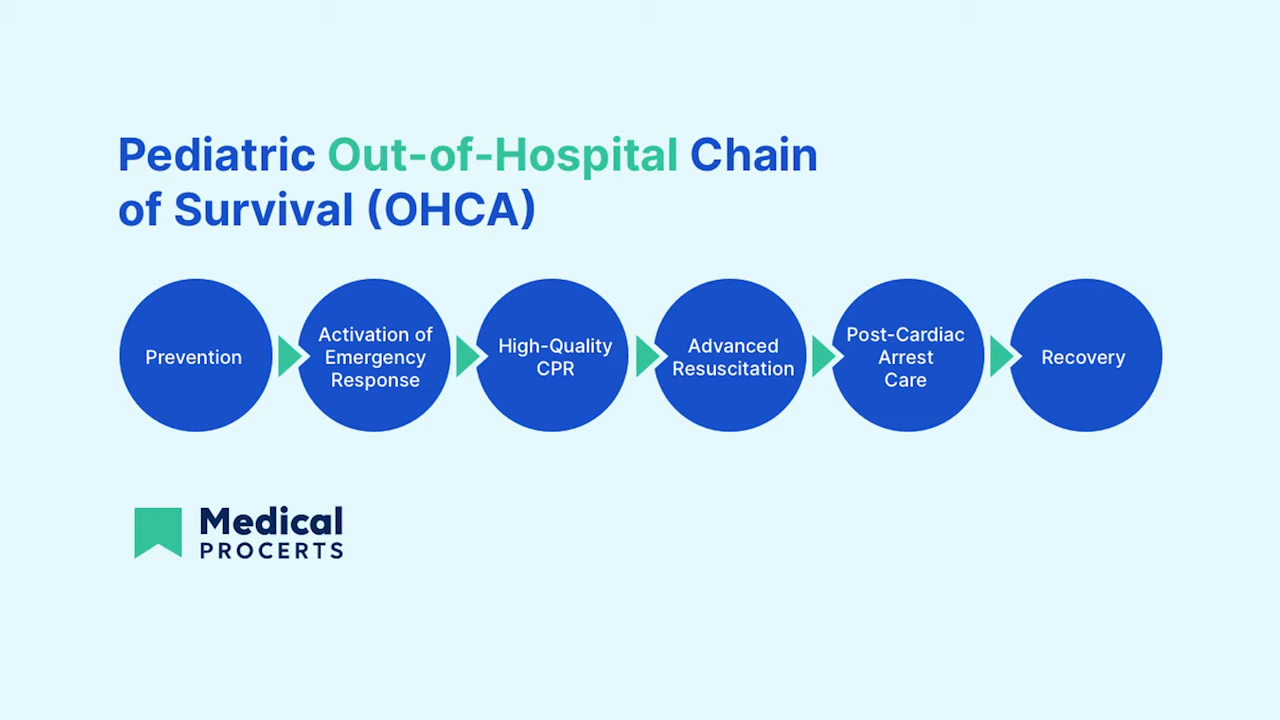 Pediatric Out-of-Hospital Chain
of Survival (OHCA)
Prevention
Activation of
Emergency
Response
High-Quality
CPR
Advanced
Resuscitation
Post-Cardiac
Arrest
Care
Recovery
Medical
PROCERTS